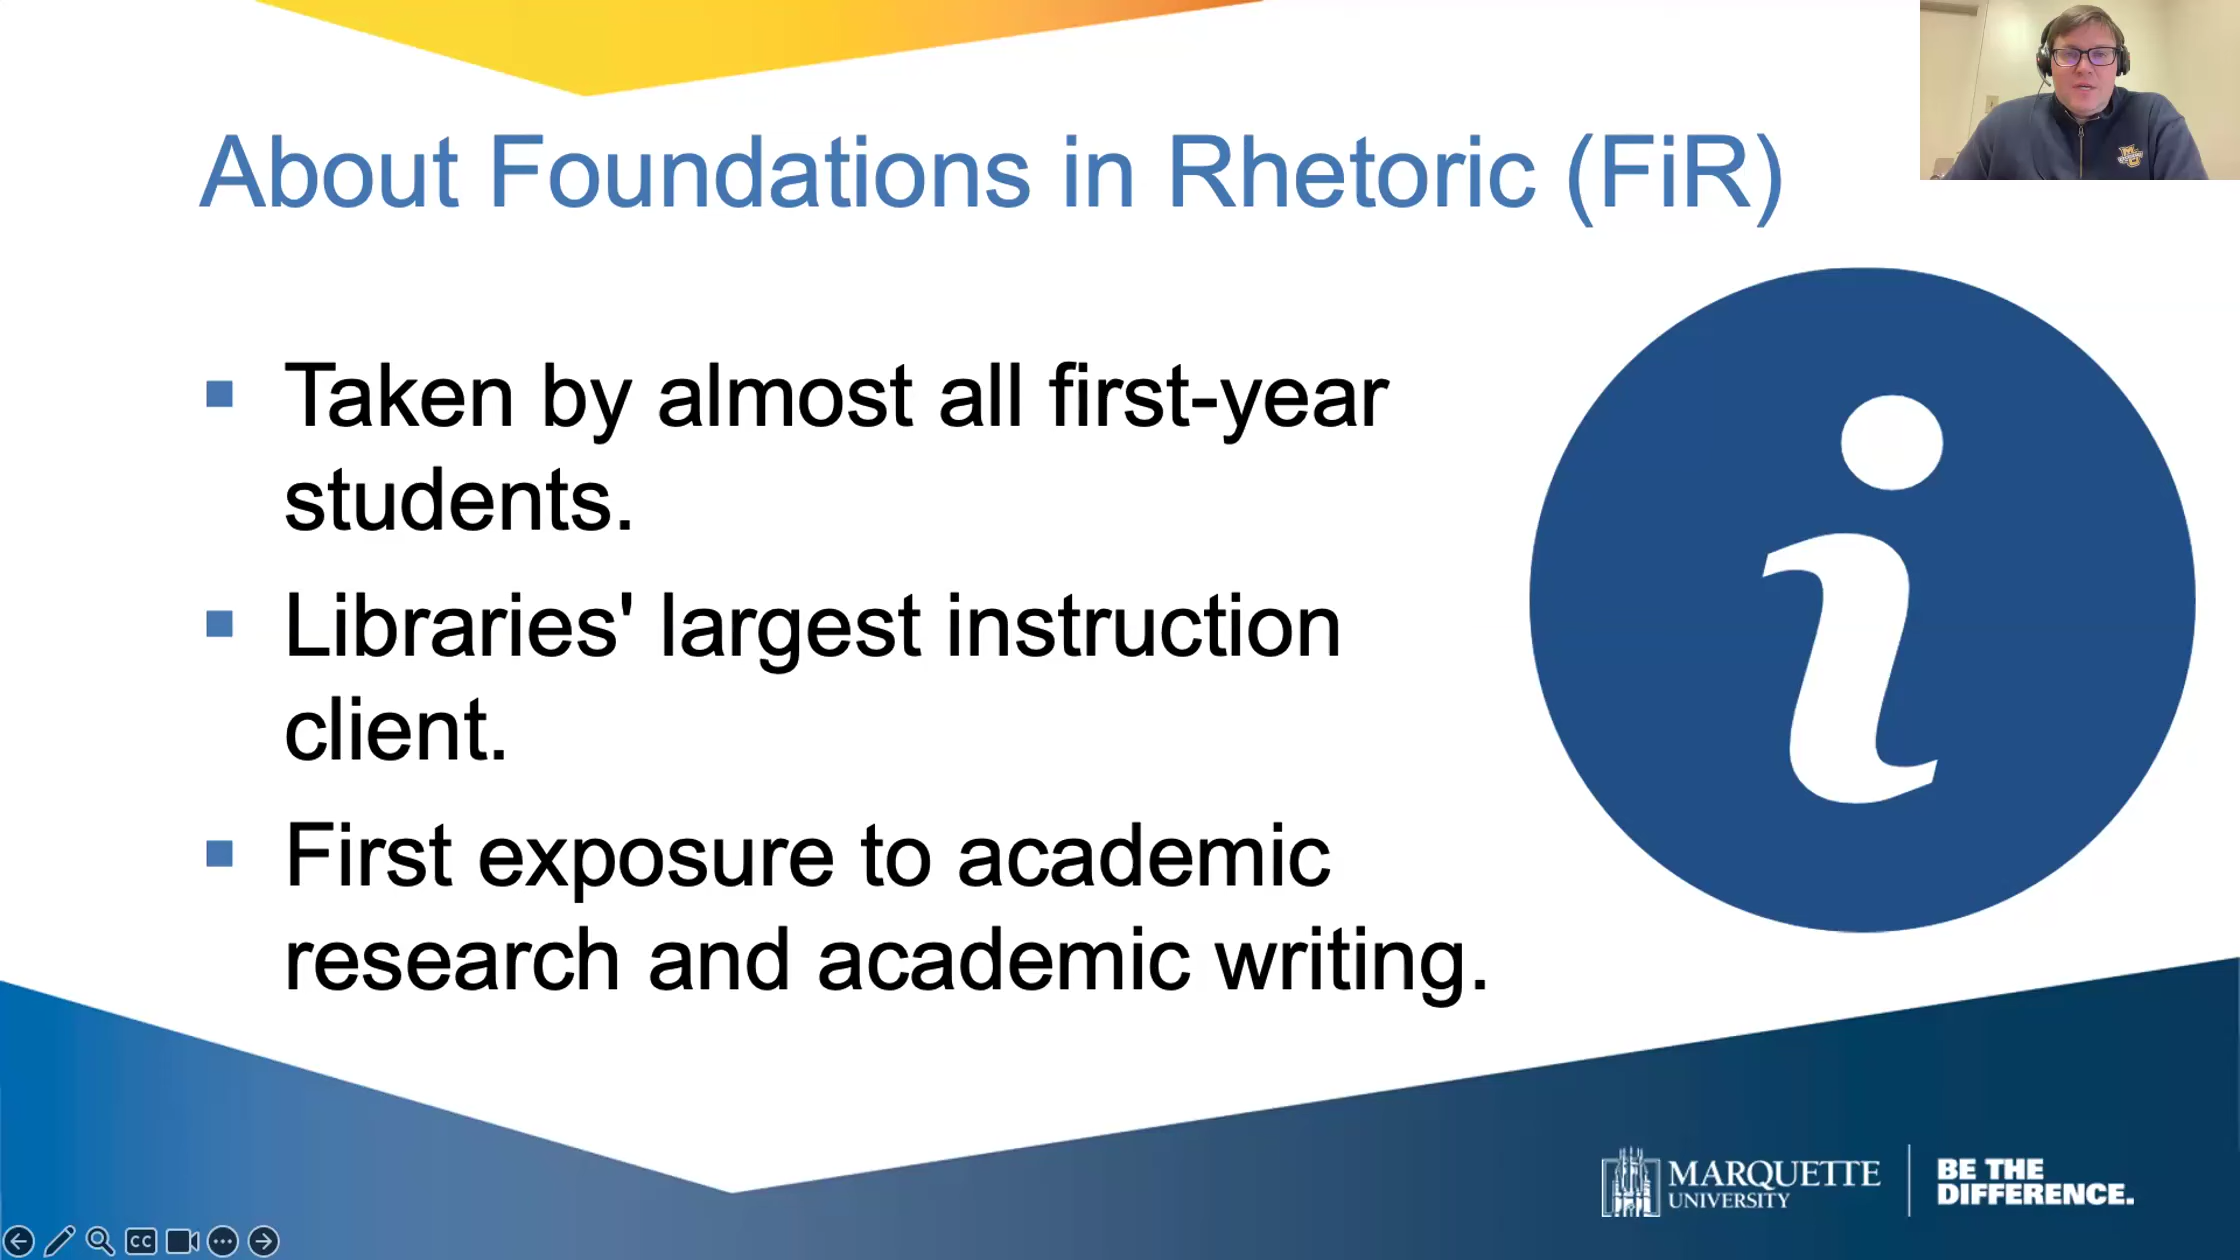 About Foundations in Rhetoric (FiR)
Taken by almost all first-year
students.
Libraries' largest instruction
client.
First exposure to academic
research and academic writing.
i
MARQUETTE
UNIVERSITY
BE THE
DIFFERENCE.
CC